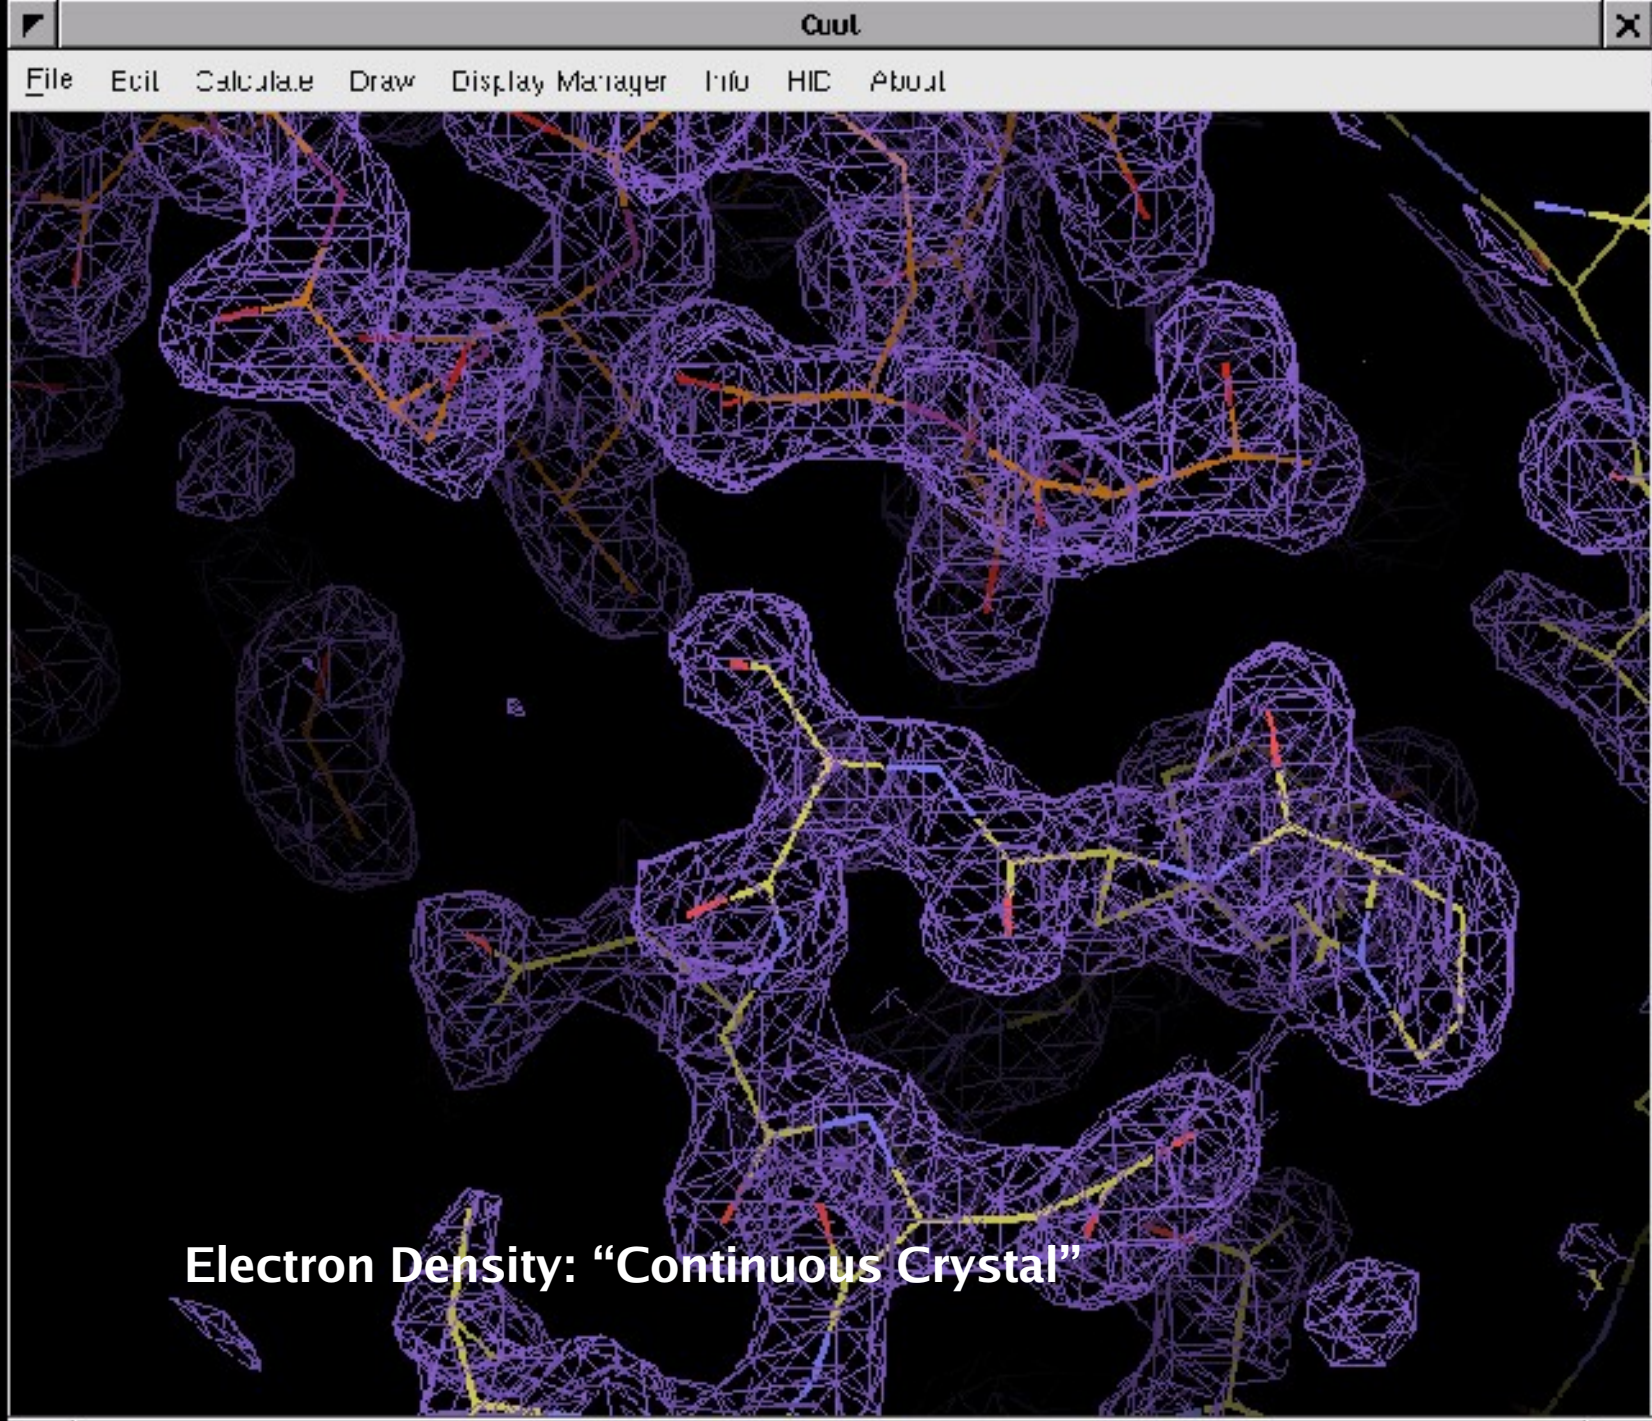 Coot
File Edit Calculate Draw Display Manager Info HID About
Electron Density: “Continuous Crystal”